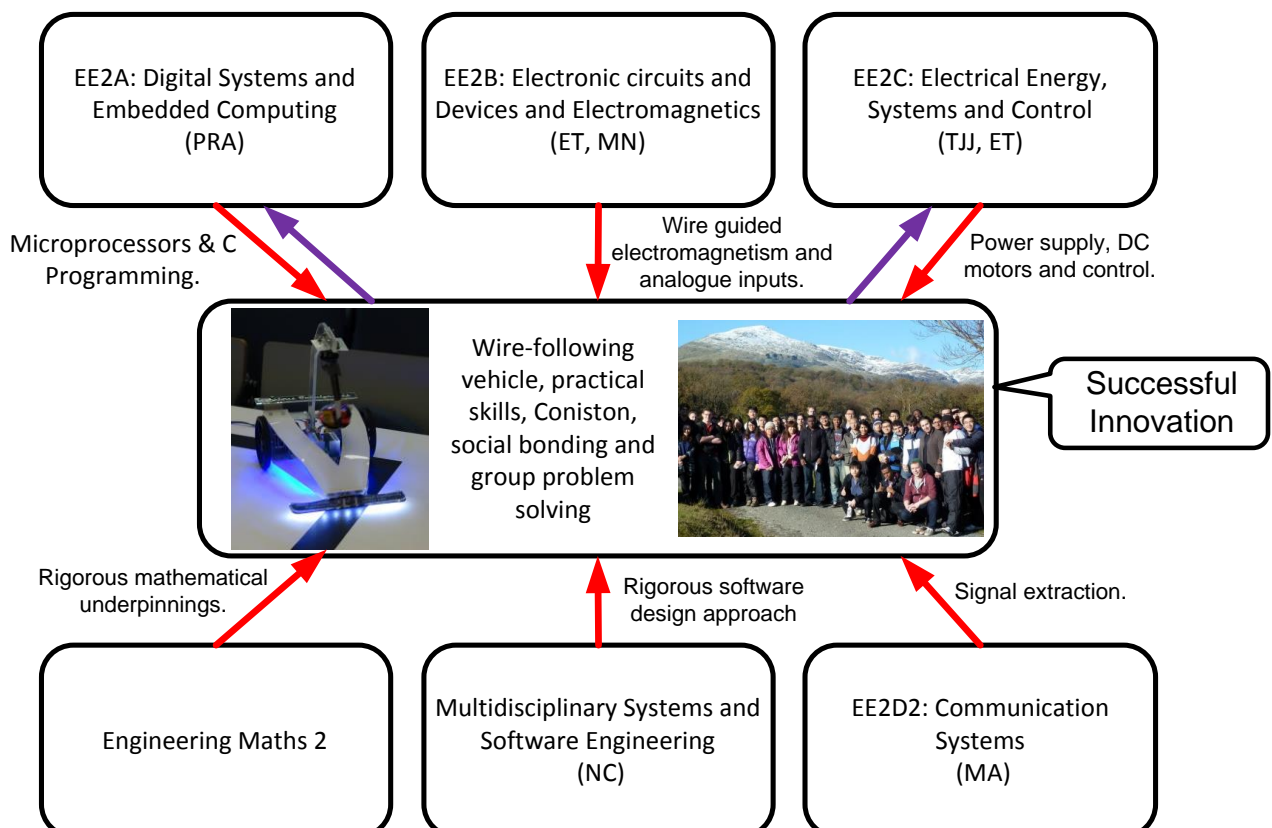 EE2A: Digital Systems and
Embedded Computing
(PRA)
EE2B: Electronic circuits and
Devices and Electromagnetics
(ET, MN)
EE2C: Electrical Energy,
Systems and Control
(TJJ, ET)
Microprocessors & C
Programming.
Wire guided
electromagnetism and
analogue inputs.
Power supply, DC
motors and control.
Wire-following
vehicle, practical
skills, Coniston,
social bonding and
group problem
solving
Successful
Innovation
Rigorous mathematical
underpinnings.
Rigorous software
design approach
Signal extraction.
Engineering Maths 2
Multidisciplinary Systems and
Software Engineering
(NC)
EE2D2: Communication
Systems
(MA)